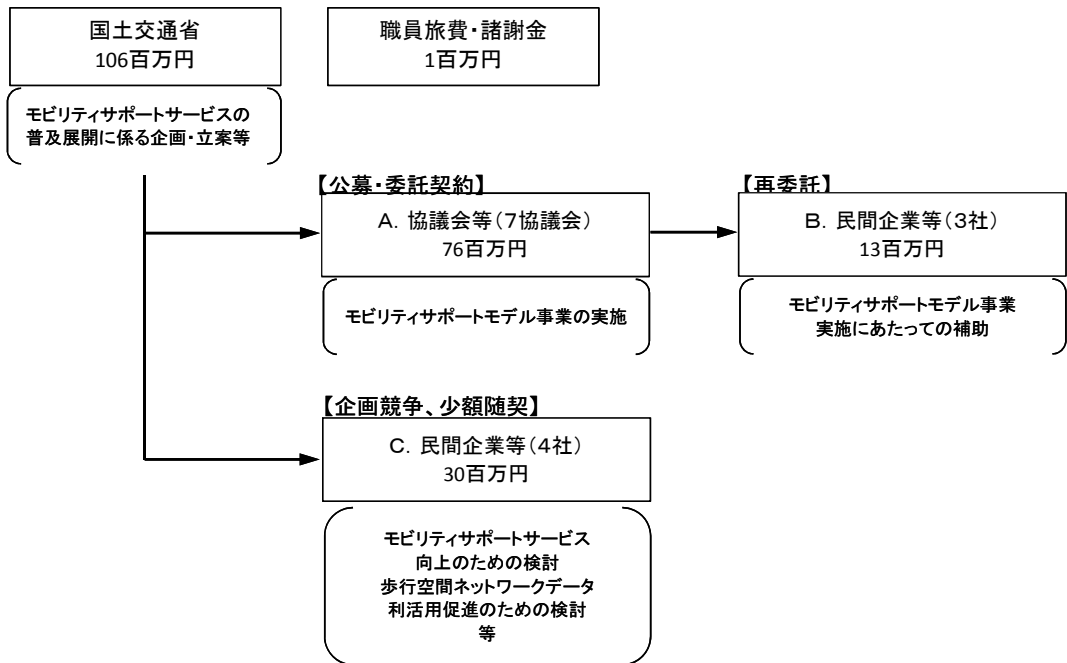 国土交通省
106百万円
職員旅費・諸謝金
1百万円
モビリティサポートサービスの
普及展開に係る企画・立案等
【公募・委託契約】
A. 協議会等(7協議会)
76百万円
モビリティサポートモデル事業の実施
【再委託】
B. 民間企業等(3社)
13百万円
モビリティサポートモデル事業
実施にあたっての補助
【企画競争、少額随契】
C. 民間企業等(4社)
30百万円
モビリティサポートサービス
向上のための検討
歩行空間ネットワークデータ
利活用促進のための検討
等